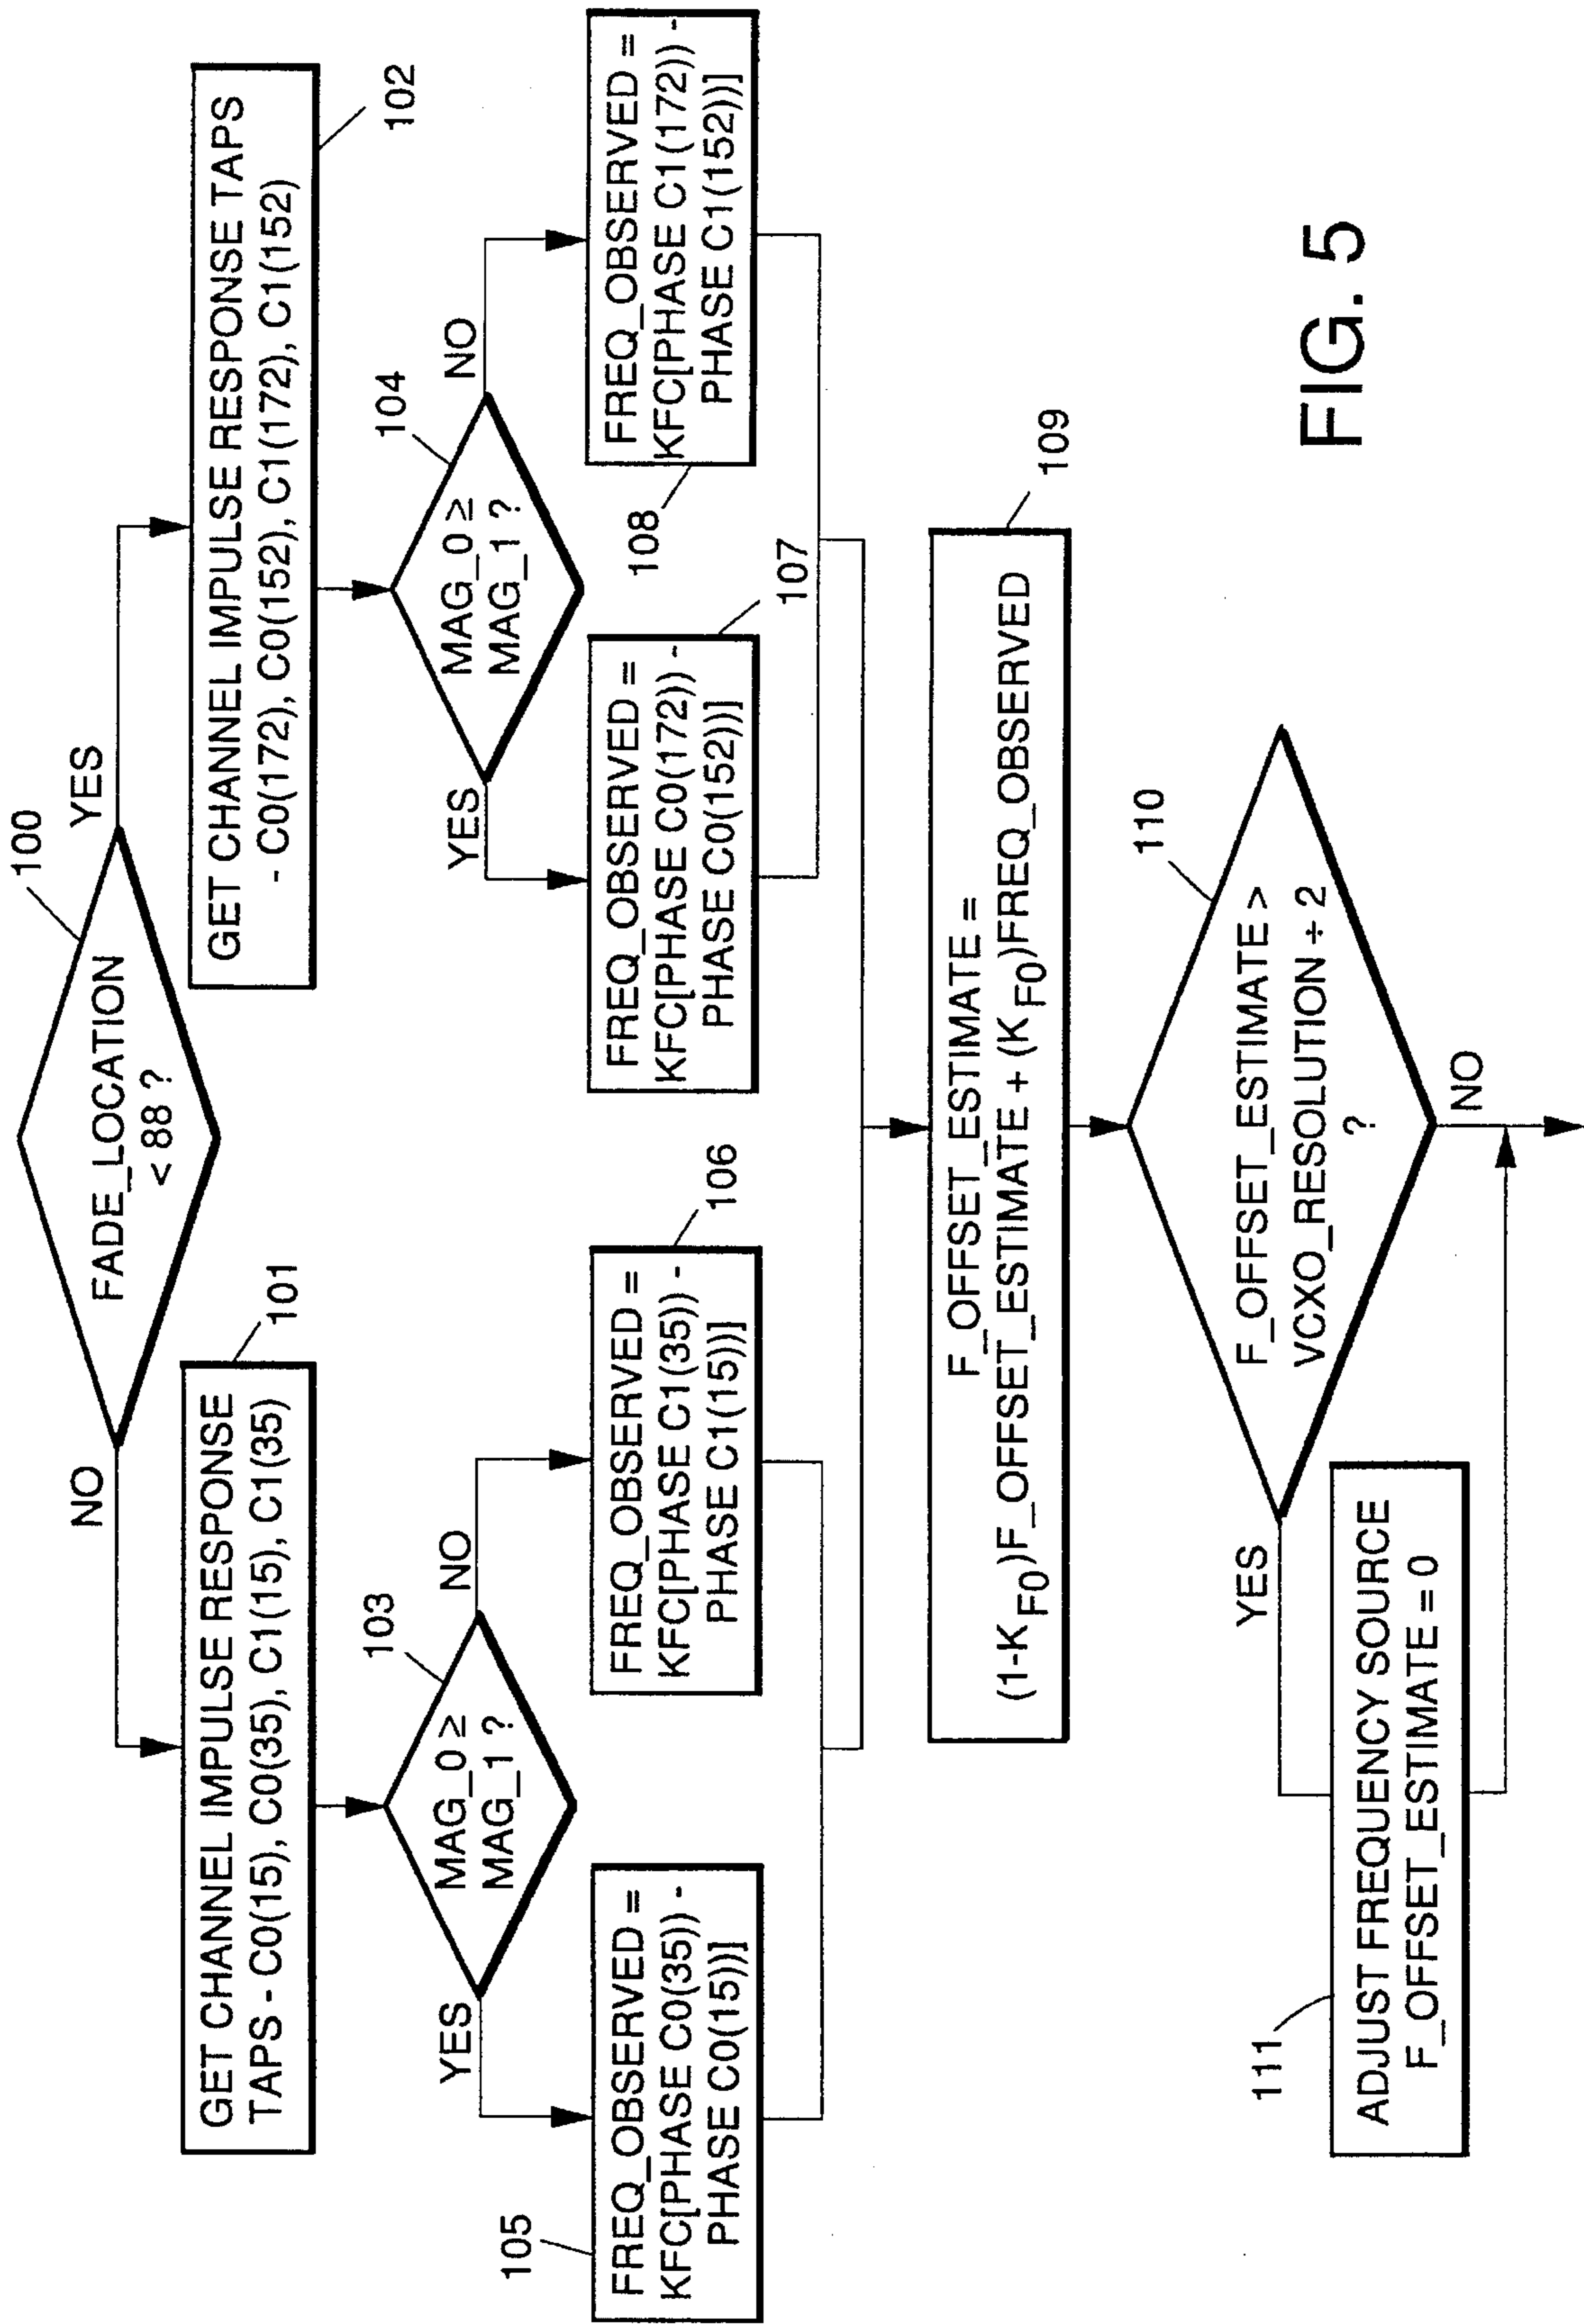 100
FADE_LOCATION
< 88 ?
NO
YES
101
GET CHANNEL IMPULSE RESPONSE
TAPS - C0(15), C0(35), C1(15), C1(35)
GET CHANNEL IMPULSE RESPONSE TAPS
- C0(172), C0(152), C1(172), C1(152)
102
103
MAG_0 ≥
MAG_1 ?
YES
NO
104
MAG_0 ≥
MAG_1 ?
YES
NO
105
FREQ_OBSERVED =
KFC[PHASE C0(35)) -
PHASE C0(15))]
106
FREQ_OBSERVED =
KFC[PHASE C1(35)) -
PHASE C1(15))]
FREQ_OBSERVED =
KFC[PHASE C0(172)) -
PHASE C0(152))]
107
FREQ_OBSERVED =
KFC[PHASE C1(172)) -
PHASE C1(152))]
108
F_OFFSET_ESTIMATE =
(1-KF0)F_OFFSET_ESTIMATE + (KF0)FREQ_OBSERVED
109
110
F_OFFSET_ESTIMATE >
VCXO_RESOLUTION ÷ 2
?
YES
NO
111
ADJUST FREQUENCY SOURCE
F_OFFSET_ESTIMATE = 0
FIG. 5